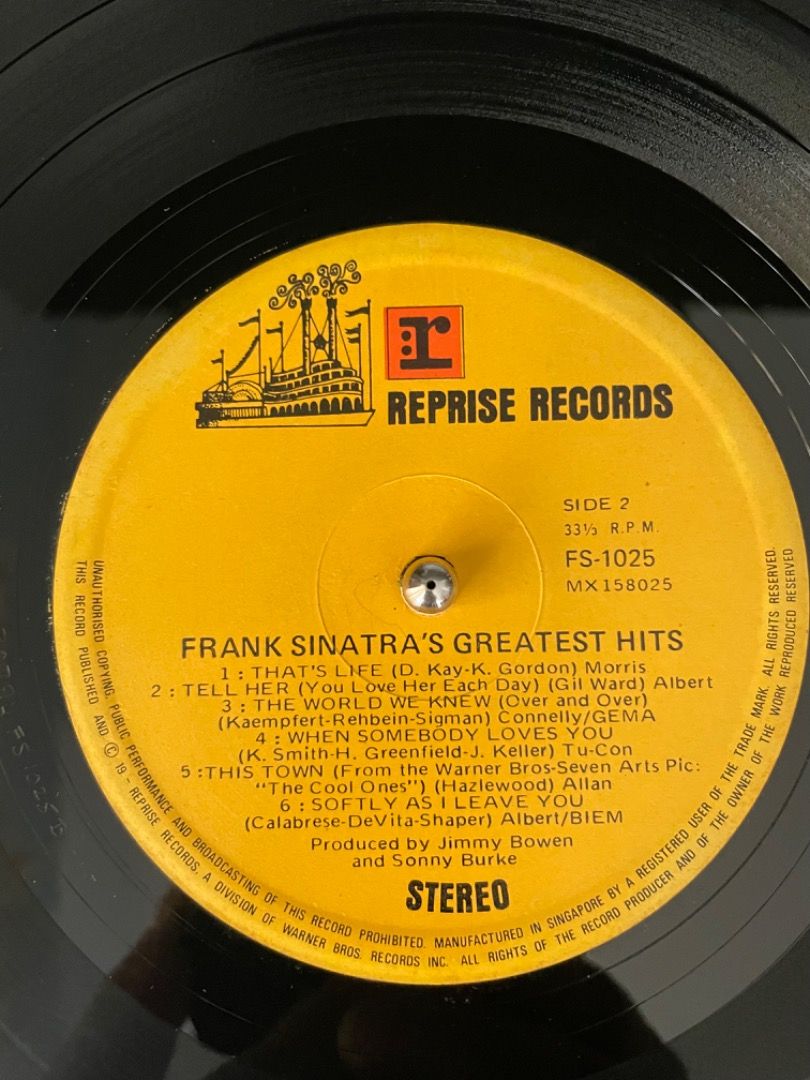 r
REPRISE RECORDS
SIDE 2
33⅓ R.P.M.
FS-1025
MX158025
FRANK SINATRA'S GREATEST HITS
1 : THAT'S LIFE (D. Kay-K. Gordon) Morris
2 : TELL HER (You Love Her Each Day) (Gil Ward) Albert
3 : THE WORLD WE KNEW (Over and Over)
(Kaempfert-Rehbein-Sigman) Connelly/GEMA
4 : WHEN SOMEBODY LOVES YOU
(K. Smith-H. Greenfield-J. Keller) Tu-Con
5 :THIS TOWN (From the Warner Bros-Seven Arts Pic:
"The Cool Ones") (Hazlewood) Allan
6 : SOFTLY AS I LEAVE YOU
(Calabrese-DeVita-Shaper) Albert/BIEM
Produced by Jimmy Bowen
and Sonny Burke
STEREO
UNAUTHORISED COPYING, PUBLIC PERFORMANCE AND BROADCASTING OF THIS RECORD PROHIBITED. MANUFACTURED IN SINGAPORE BY A REGISTERED USER OF THE TRADE MARK. ALL RIGHTS RESERVED.
THIS RECORD PUBLISHED AND © 19 - REPRISE RECORDS, A DIVISION OF WARNER BROS. RECORDS INC. ALL RIGHTS OF THE RECORD PRODUCER AND OF THE OWNER OF THE WORK REPRODUCED RESERVED